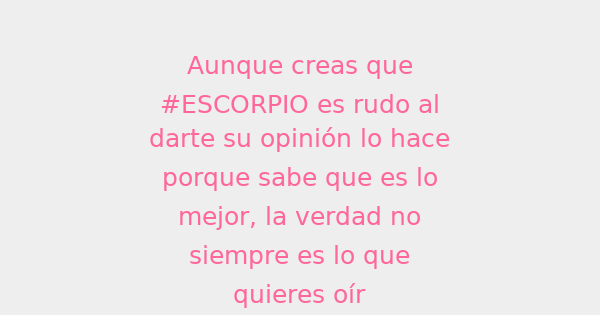 Aunque creas que
#ESCORPIO es rudo al
darte su opinión lo hace
porque sabe que es lo
mejor, la verdad no
siempre es lo que
quieres oír